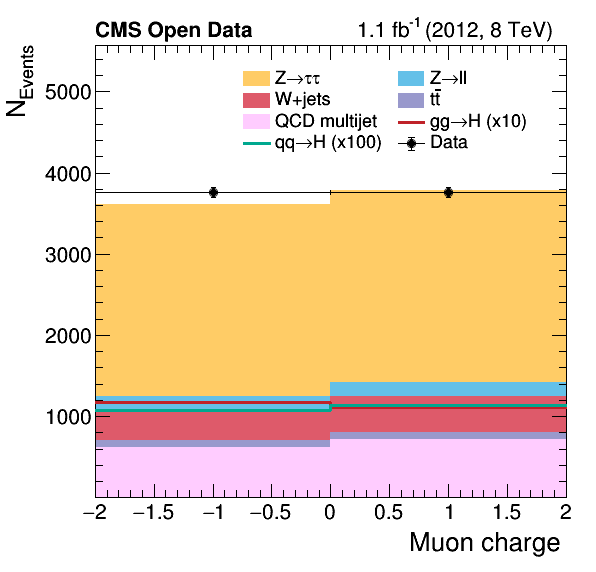 CMS Open Data 1.1 fb⁻¹ (2012, 8 TeV)
N_Events
Z→ττ Z→ll
W+jets tt̄
QCD multijet gg→H (x10)
qq→H (x100) Data
5000
4000
3000
2000
1000
−2 −1.5 −1 −0.5 0 0.5 1 1.5 2
Muon charge